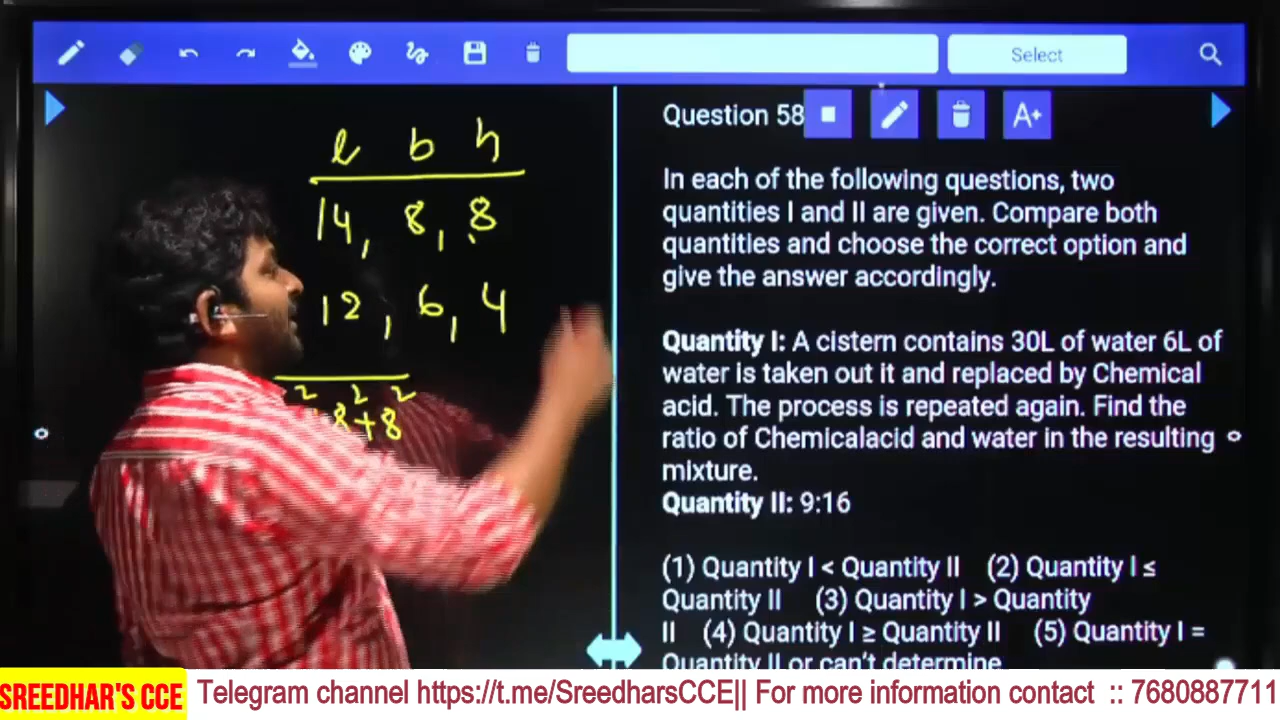 Select
l b h
14, 8, 8
12, 6, 4
2 2 2
8+8
Question 58
A+
In each of the following questions, two
quantities I and II are given. Compare both
quantities and choose the correct option and
give the answer accordingly.
Quantity I: A cistern contains 30L of water 6L of
water is taken out it and replaced by Chemical
acid. The process is repeated again. Find the
ratio of Chemicalacid and water in the resulting
mixture.
Quantity II: 9:16
(1) Quantity I < Quantity II (2) Quantity I ≤
Quantity II (3) Quantity I > Quantity
II (4) Quantity I ≥ Quantity II (5) Quantity I =
Quantity II or can't determine
SREEDHAR'S CCE
Telegram channel https://t.me/SreedharsCCE|| For more information contact :: 7680887711